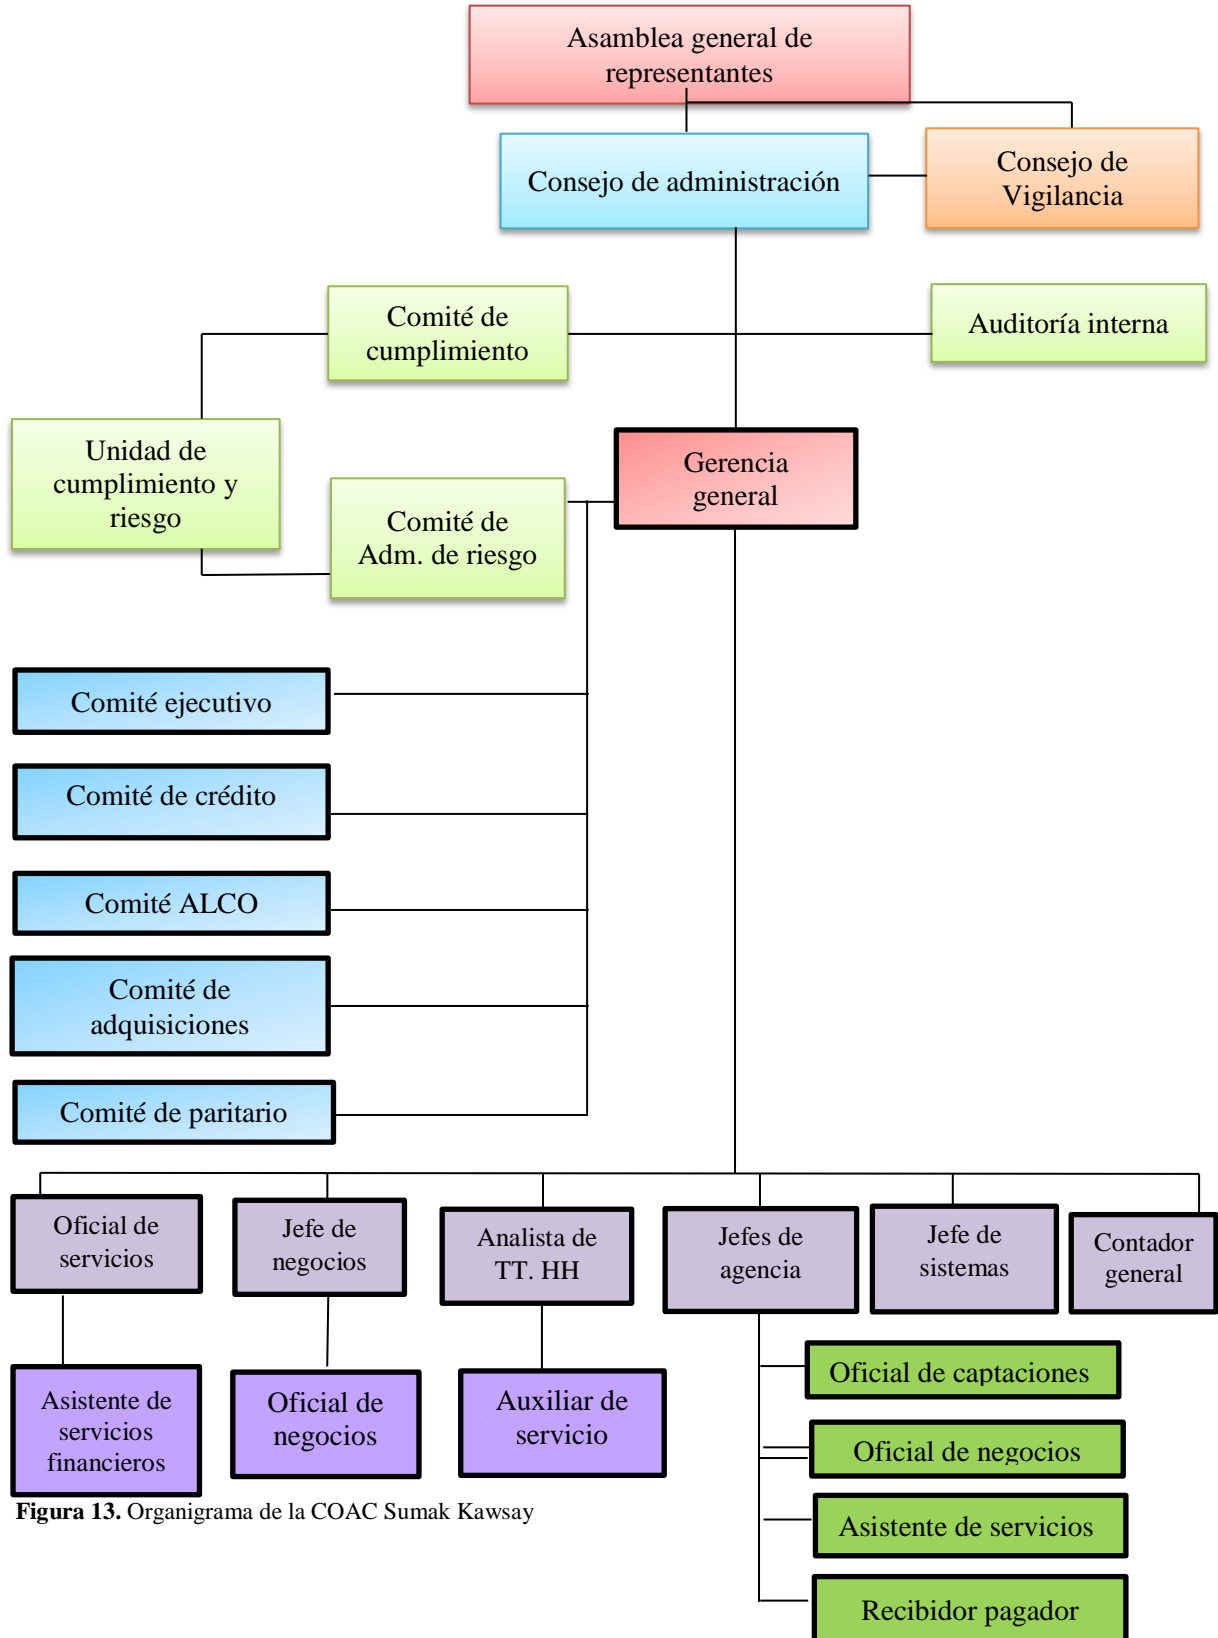 Asamblea general de
representantes
Consejo de administración
Consejo de
Vigilancia
Comité de
cumplimiento
Auditoría interna
Unidad de
cumplimiento y
riesgo
Comité de
Adm. de riesgo
Gerencia
general
Comité ejecutivo
Comité de crédito
Comité ALCO
Comité de
adquisiciones
Comité de paritario
Oficial de
servicios
Jefe de
negocios
Analista de
TT. HH
Jefes de
agencia
Jefe de
sistemas
Contador
general
Asistente de
servicios
financieros
Oficial de
negocios
Auxiliar de
servicio
Oficial de captaciones
Oficial de negocios
Asistente de servicios
Recibidor pagador
Figura 13. Organigrama de la COAC Sumak Kawsay